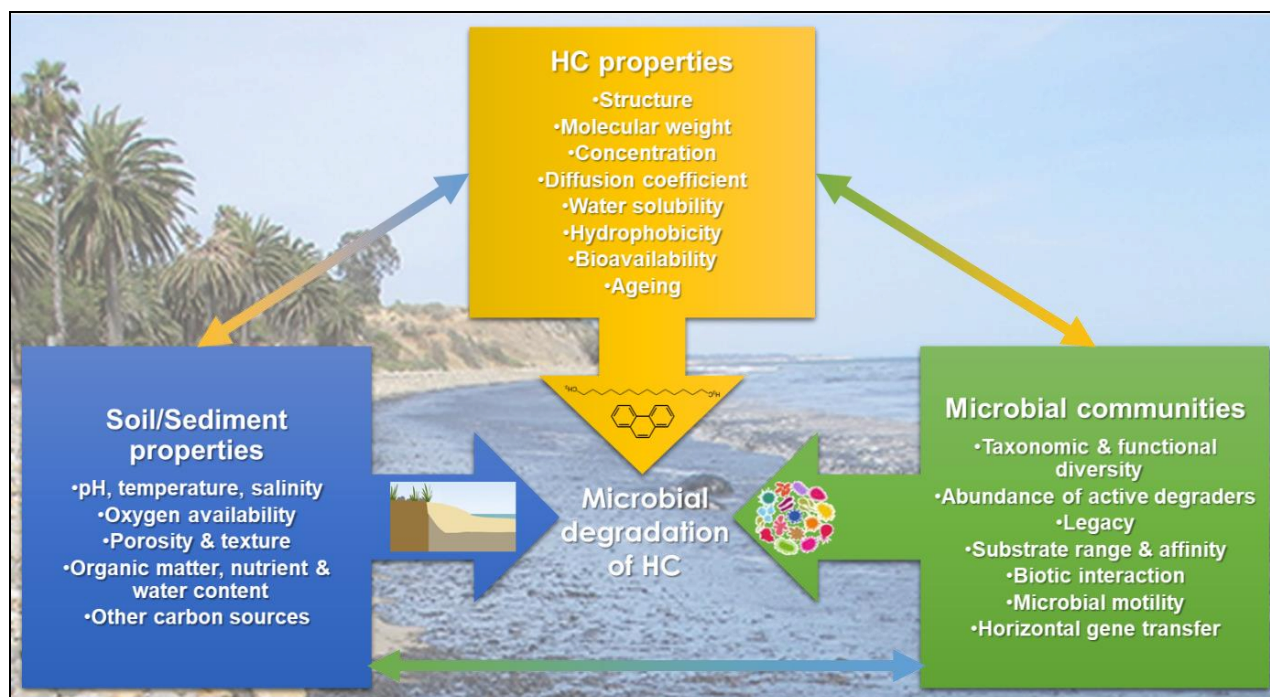 HC properties
•Structure
•Molecular weight
•Concentration
•Diffusion coefficient
•Water solubility
•Hydrophobicity
•Bioavailability
•Ageing
CH₃
H₃C
Soil/Sediment
properties
•pH, temperature, salinity
•Oxygen availability
•Porosity & texture
•Organic matter, nutrient &
water content
•Other carbon sources
Microbial
degradation
of HC
Microbial communities
•Taxonomic & functional
diversity
•Abundance of active degraders
•Legacy
•Substrate range & affinity
•Biotic interaction
•Microbial motility
•Horizontal gene transfer